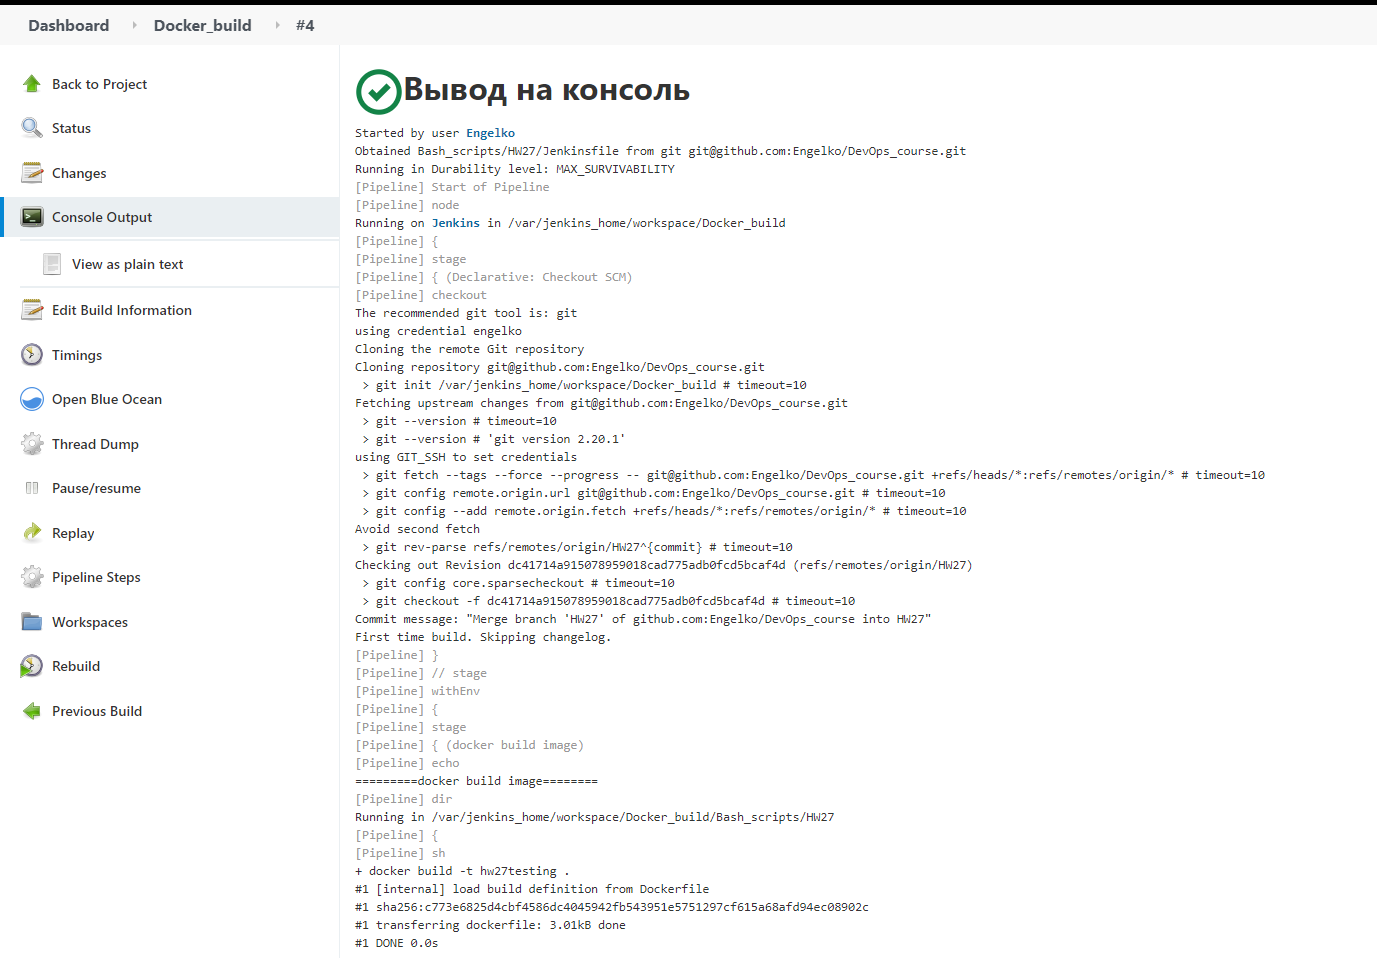 Dashboard
Docker_build
#4
Back to Project
Status
Changes
Console Output
View as plain text
Edit Build Information
Timings
Open Blue Ocean
Thread Dump
Pause/resume
Replay
Pipeline Steps
Workspaces
Rebuild
Previous Build
Вывод на консоль
Started by user Engelko
Obtained Bash_scripts/HW27/Jenkinsfile from git git@github.com:Engelko/DevOps_course.git
Running in Durability level: MAX_SURVIVABILITY
[Pipeline] Start of Pipeline
[Pipeline] node
Running on Jenkins in /var/jenkins_home/workspace/Docker_build
[Pipeline] {
[Pipeline] stage
[Pipeline] { (Declarative: Checkout SCM)
[Pipeline] checkout
The recommended git tool is: git
using credential engelko
Cloning the remote Git repository
Cloning repository git@github.com:Engelko/DevOps_course.git
 > git init /var/jenkins_home/workspace/Docker_build # timeout=10
Fetching upstream changes from git@github.com:Engelko/DevOps_course.git
 > git --version # timeout=10
 > git --version # 'git version 2.20.1'
using GIT_SSH to set credentials
 > git fetch --tags --force --progress -- git@github.com:Engelko/DevOps_course.git +refs/heads/*:refs/remotes/origin/* # timeout=10
 > git config remote.origin.url git@github.com:Engelko/DevOps_course.git # timeout=10
 > git config --add remote.origin.fetch +refs/heads/*:refs/remotes/origin/* # timeout=10
Avoid second fetch
 > git rev-parse refs/remotes/origin/HW27^{commit} # timeout=10
Checking out Revision dc41714a915078959018cad775adb0fcd5bcaf4d (refs/remotes/origin/HW27)
 > git config core.sparsecheckout # timeout=10
 > git checkout -f dc41714a915078959018cad775adb0fcd5bcaf4d # timeout=10
Commit message: "Merge branch 'HW27' of github.com:Engelko/DevOps_course into HW27"
First time build. Skipping changelog.
[Pipeline] }
[Pipeline] // stage
[Pipeline] withEnv
[Pipeline] {
[Pipeline] stage
[Pipeline] { (docker build image)
[Pipeline] echo
=========docker build image========
[Pipeline] dir
Running in /var/jenkins_home/workspace/Docker_build/Bash_scripts/HW27
[Pipeline] {
[Pipeline] sh
+ docker build -t hw27testing .
#1 [internal] load build definition from Dockerfile
#1 sha256:c773e6825d4cbf4586dc4045942fb543951e5751297cf615a68afd94ec08902c
#1 transferring dockerfile: 3.01kB done
#1 DONE 0.0s